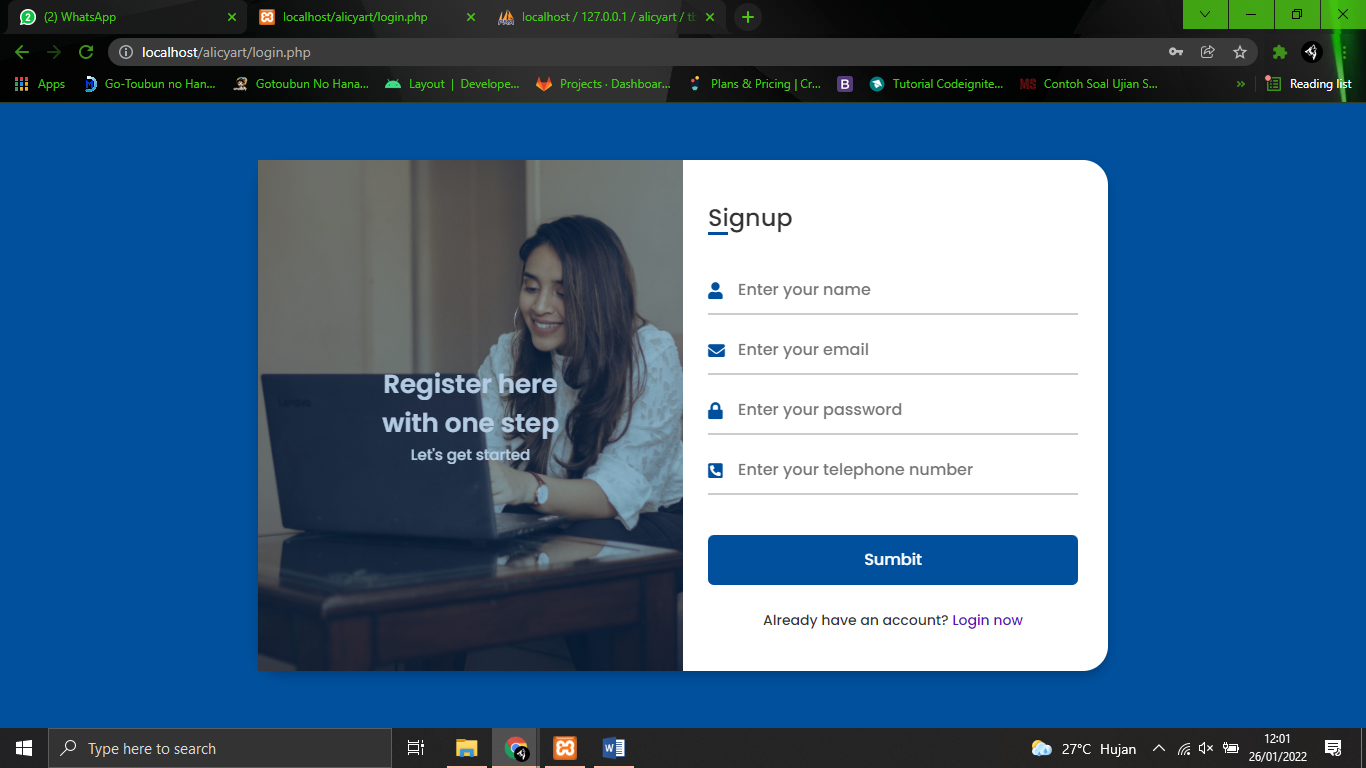 (2) WhatsApp
localhost/alicyart/login.php
localhost / 127.0.0.1 / alicyart / tb
localhost/alicyart/login.php
Apps
Go-Toubun no Han...
Gotoubun No Hana...
Layout | Develope...
Projects · Dashboar...
Plans & Pricing | Cr...
B
Tutorial Codeignite...
MS
Contoh Soal Ujian S...
»
Reading list
Signup
Enter your name
Enter your email
Register here
with one step
Let's get started
Enter your password
Enter your telephone number
Sumbit
Already have an account? Login now
Type here to search
27°C Hujan
12:01
26/01/2022